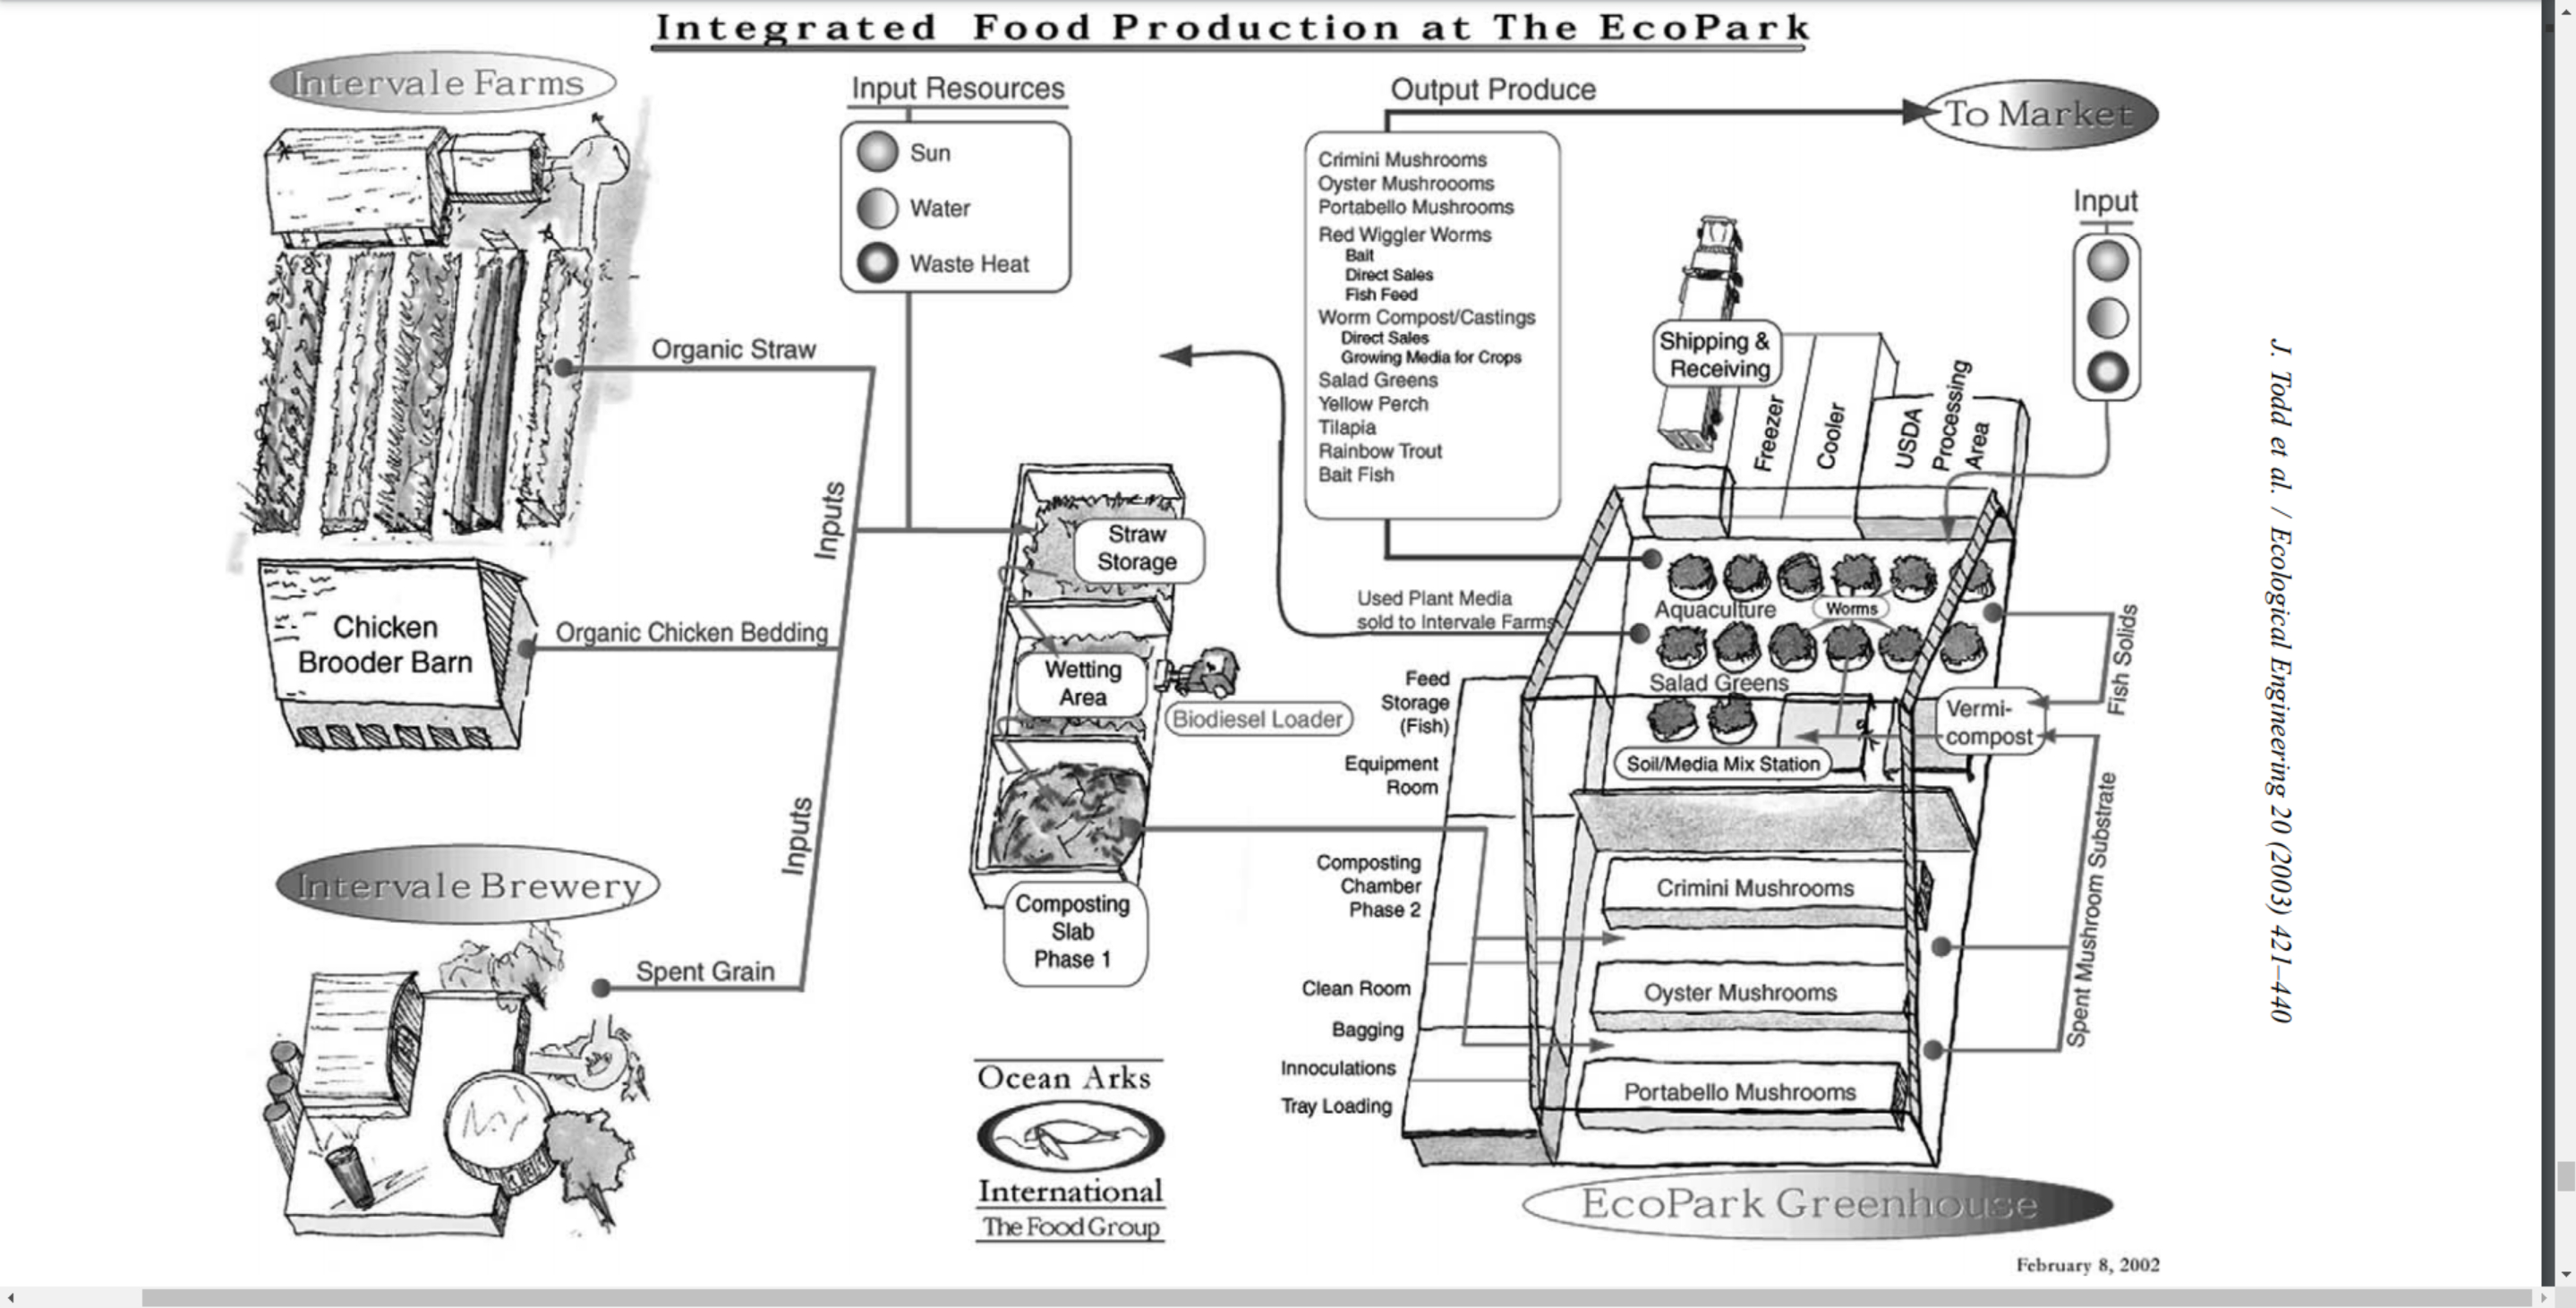 Integrated Food Production at The EcoPark
Intervale Farms
Input Resources
Sun
Water
Waste Heat
Organic Straw
Inputs
Chicken
Brooder Barn
Organic Chicken Bedding
Inputs
Intervale Brewery
Spent Grain
Straw
Storage
Wetting
Area
Biodiesel Loader
Composting
Slab
Phase 1
Ocean Arks
International
The Food Group
Output Produce
To Market
Crimini Mushrooms
Oyster Mushroooms
Portabello Mushrooms
Red Wiggler Worms
Bait
Direct Sales
Fish Feed
Worm Compost/Castings
Direct Sales
Growing Media for Crops
Salad Greens
Yellow Perch
Tilapia
Rainbow Trout
Bait Fish
Input
Shipping &
Receiving
Freezer
Cooler
USDA
Processing
Area
Used Plant Media
sold to Intervale Farms
Aquaculture
Worms
Salad Greens
Fish Solids
Vermi-
compost
Soil/Media Mix Station
Feed
Storage
(Fish)
Equipment
Room
Composting
Chamber
Phase 2
Clean Room
Bagging
Innoculations
Tray Loading
Crimini Mushrooms
Oyster Mushrooms
Portabello Mushrooms
Spent Mushroom Substrate
EcoPark Greenhouse
February 8, 2002
J. Todd et al. / Ecological Engineering 20 (2003) 421–440